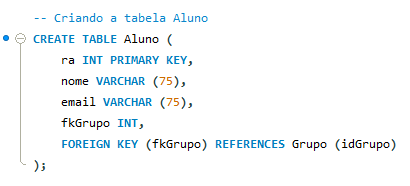 -- Criando a tabela Aluno
CREATE TABLE Aluno (
ra INT PRIMARY KEY,
nome VARCHAR (75),
email VARCHAR (75),
fkGrupo INT,
FOREIGN KEY (fkGrupo) REFERENCES Grupo (idGrupo)
);